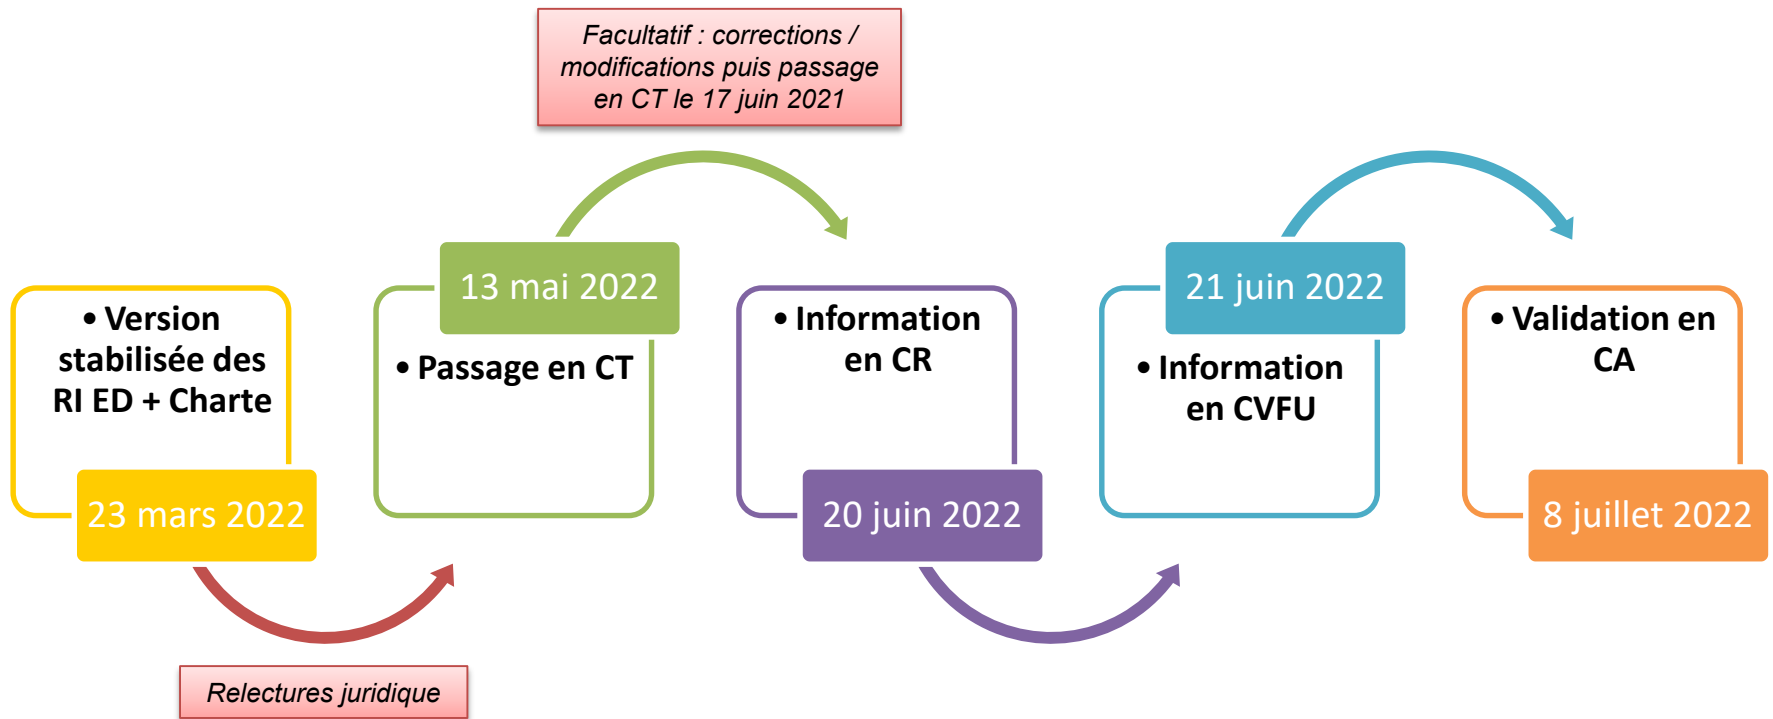 Facultatif : corrections /
modifications puis passage
en CT le 17 juin 2021
• Version
stabilisée des
RI ED + Charte
23 mars 2022
Relectures juridique
13 mai 2022
• Passage en CT
• Information
en CR
20 juin 2022
21 juin 2022
• Information
en CVFU
• Validation en
CA
8 juillet 2022